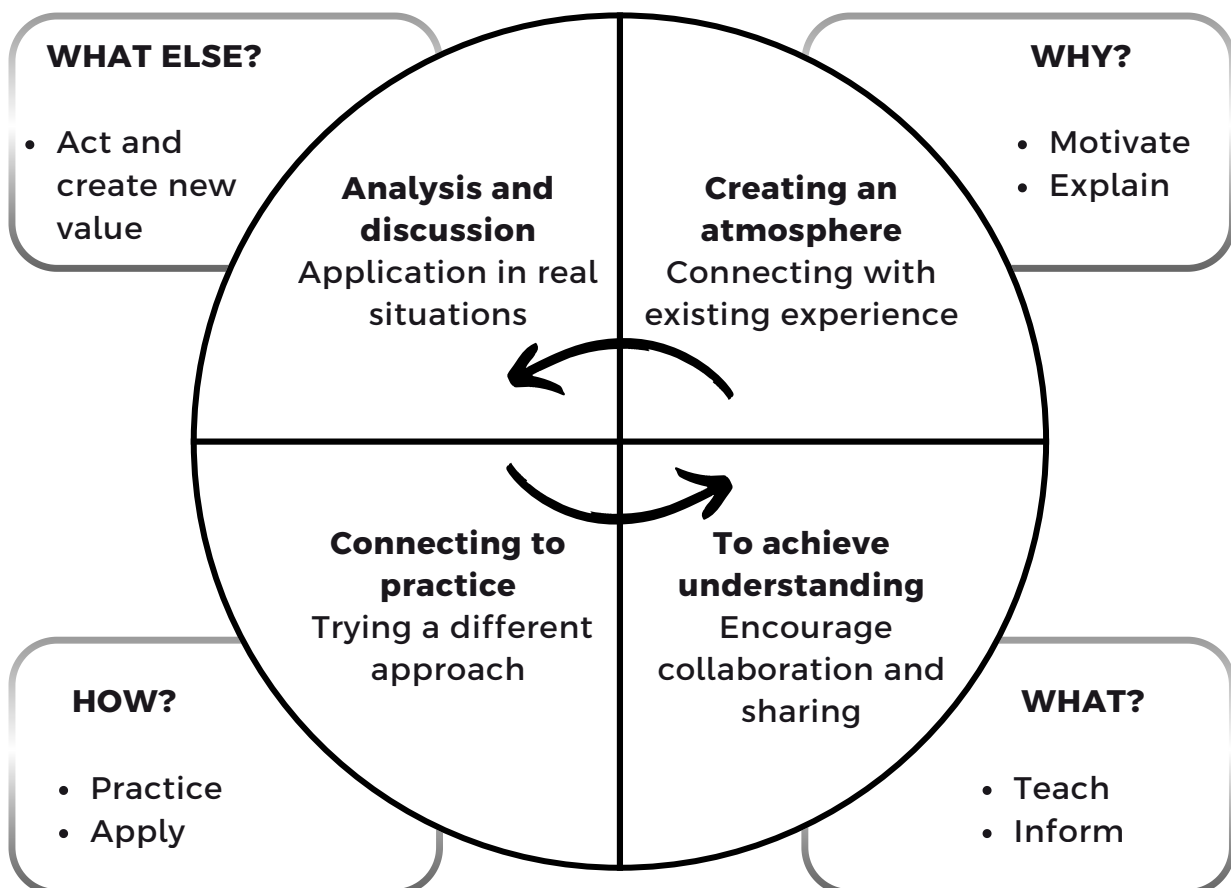 WHAT ELSE?
• Act and
create new
value
Analysis and
discussion
Application in real
situations
Creating an
atmosphere
Connecting with
existing experience
WHY?
• Motivate
• Explain
HOW?
• Practice
• Apply
Connecting to
practice
Trying a different
approach
To achieve
understanding
Encourage
collaboration and
sharing
WHAT?
• Teach
• Inform